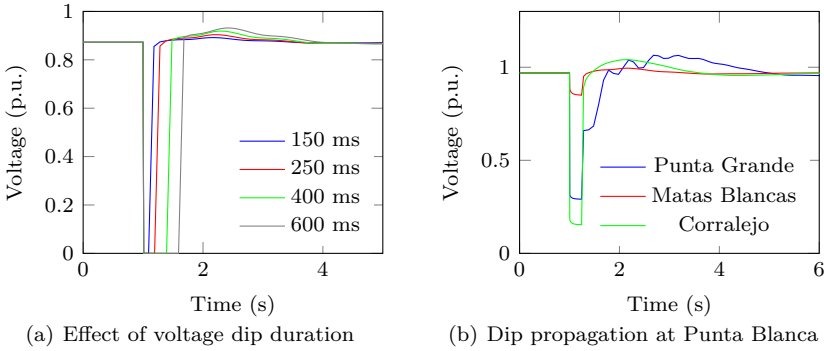 1
0.8
0.6
0.4
0.2
0
0 2 4
Voltage (p.u.)
Time (s)
150 ms
250 ms
400 ms
600 ms
(a) Effect of voltage dip duration
1
0.5
0
0 2 4 6
Voltage (p.u.)
Time (s)
Punta Grande
Matas Blancas
Corralejo
(b) Dip propagation at Punta Blanca